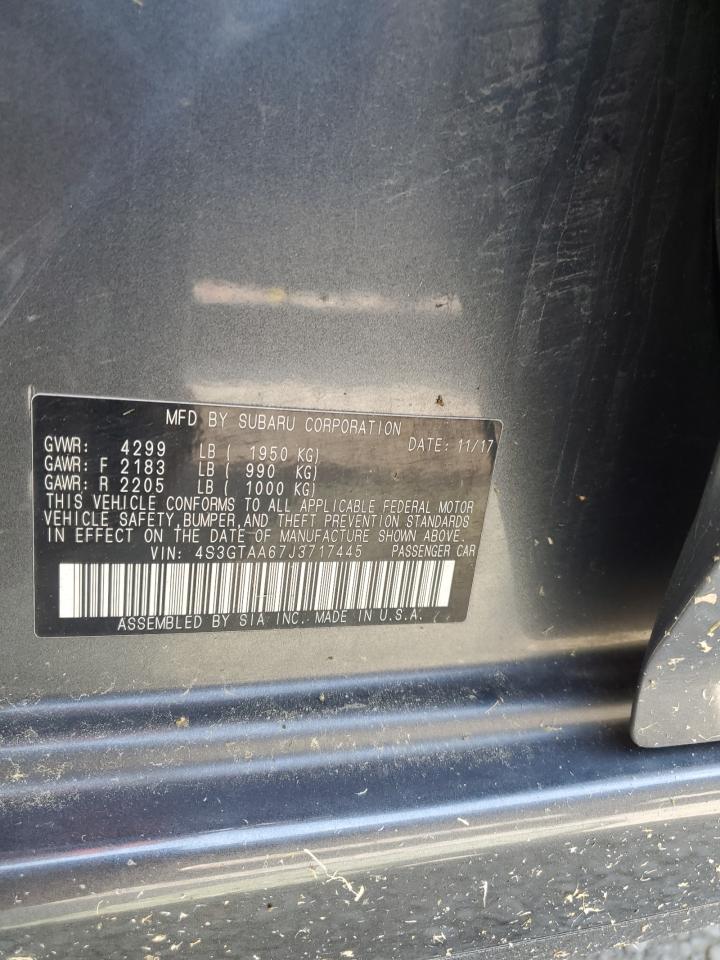 MFD BY SUBARU CORPORATION
GVWR: 4299 LB ( 1950 KG) DATE: 11/17
GAWR: F 2183 LB ( 990 KG)
GAWR: R 2205 LB ( 1000 KG)
THIS VEHICLE CONFORMS TO ALL APPLICABLE FEDERAL MOTOR
VEHICLE SAFETY, BUMPER, AND THEFT PREVENTION STANDARDS
IN EFFECT ON THE DATE OF MANUFACTURE SHOWN ABOVE.
VIN: 4S3GTAA67J3717445 PASSENGER CAR
ASSEMBLED BY SIA INC. MADE IN U.S.A.